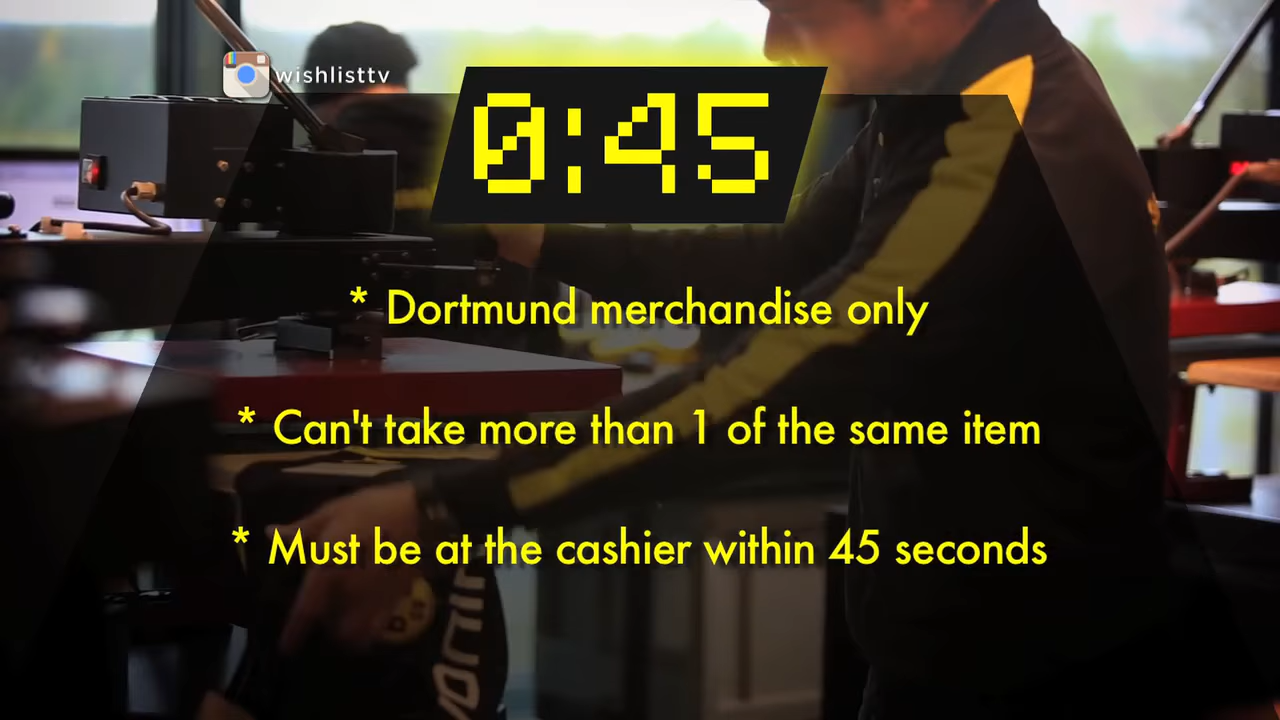 wishlisttv
0:45
* Dortmund merchandise only
* Can't take more than 1 of the same item
* Must be at the cashier within 45 seconds